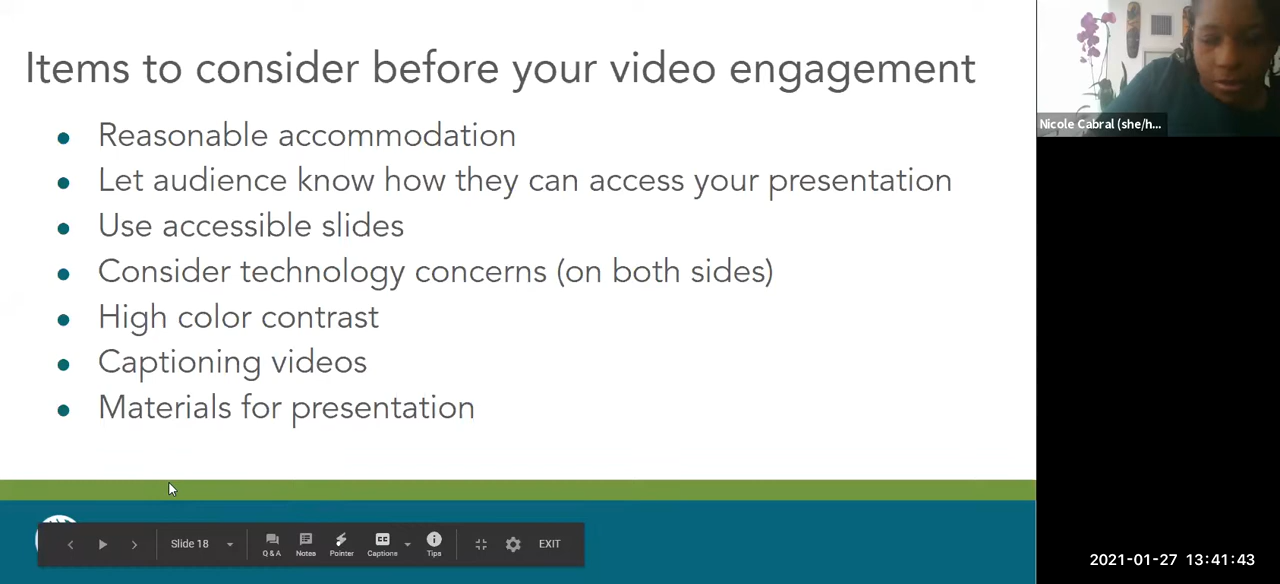 Items to consider before your video engagement
• Reasonable accommodation
• Let audience know how they can access your presentation
• Use accessible slides
• Consider technology concerns (on both sides)
• High color contrast
• Captioning videos
• Materials for presentation
Nicole Cabral (she/h...
Slide 18
Q & A
Notes
Pointer
CC
Captions
Tips
EXIT
2021-01-27 13:41:43